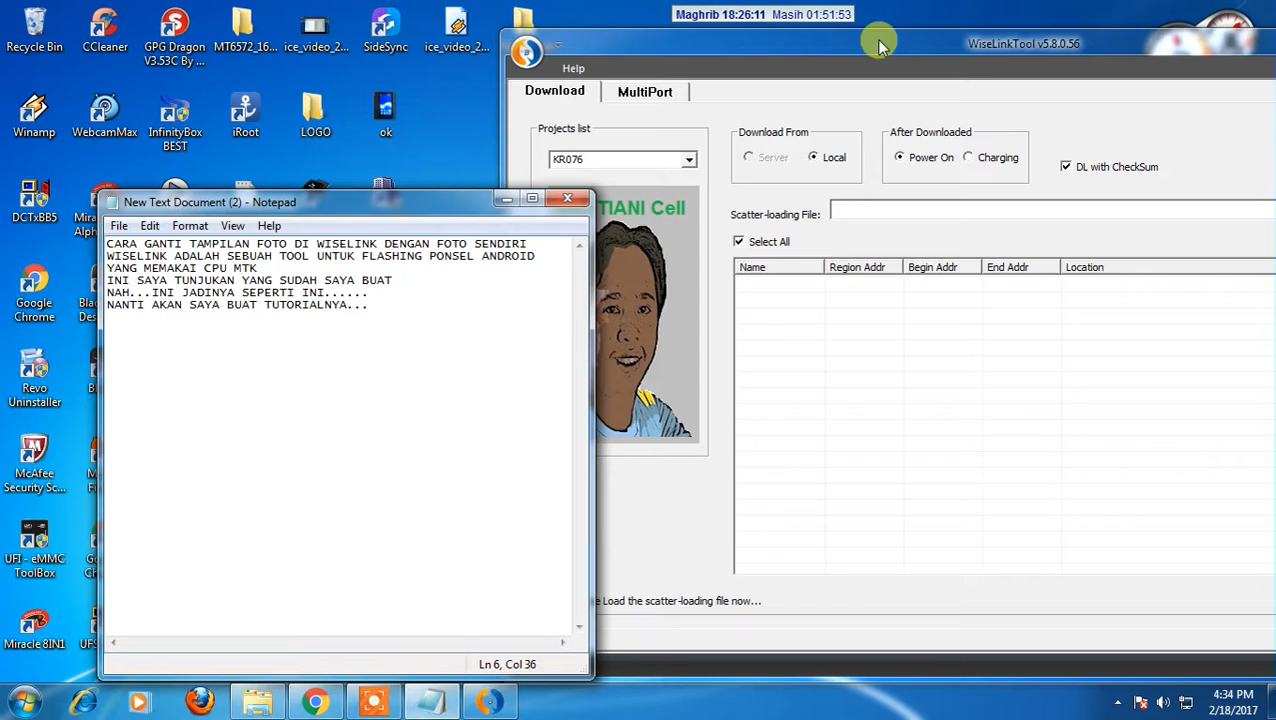 Maghrib 18:26:11 Masih 01:51:53
Recycle Bin
CCleaner
GPG Dragon
V3.53C By ...
MT6572_16...
ice_video_2...
SideSync
ice_video_2...
WiseLinkTool v5.8.0.56
Help
Download
MultiPort
Winamp
WebcamMax
InfinityBox
BEST
iRoot
LOGO
ok
Projects list
KR076
Download From
Server
Local
After Downloaded
Power On
Charging
DL with CheckSum
DCTxBB5
TIANI Cell
Scatter-loading File:
Select All
Name
Region Addr
Begin Addr
End Addr
Location
New Text Document (2) - Notepad
File
Edit
Format
View
Help
CARA GANTI TAMPILAN FOTO DI WISELINK DENGAN FOTO SENDIRI
WISELINK ADALAH SEBUAH TOOL UNTUK FLASHING PONSEL ANDROID
YANG MEMAKAI CPU MTK
INI SAYA TUNJUKAN YANG SUDAH SAYA BUAT
NAH...INI JADINYA SEPERTI INI......
NANTI AKAN SAYA BUAT TUTORIALNYA...
Google
Chrome
Revo
Uninstaller
McAfee
Security Sc...
UFI - eMMC
ToolBox
Miracle 8IN1
Load the scatter-loading file now...
Ln 6, Col 36
4:34 PM
2/18/2017